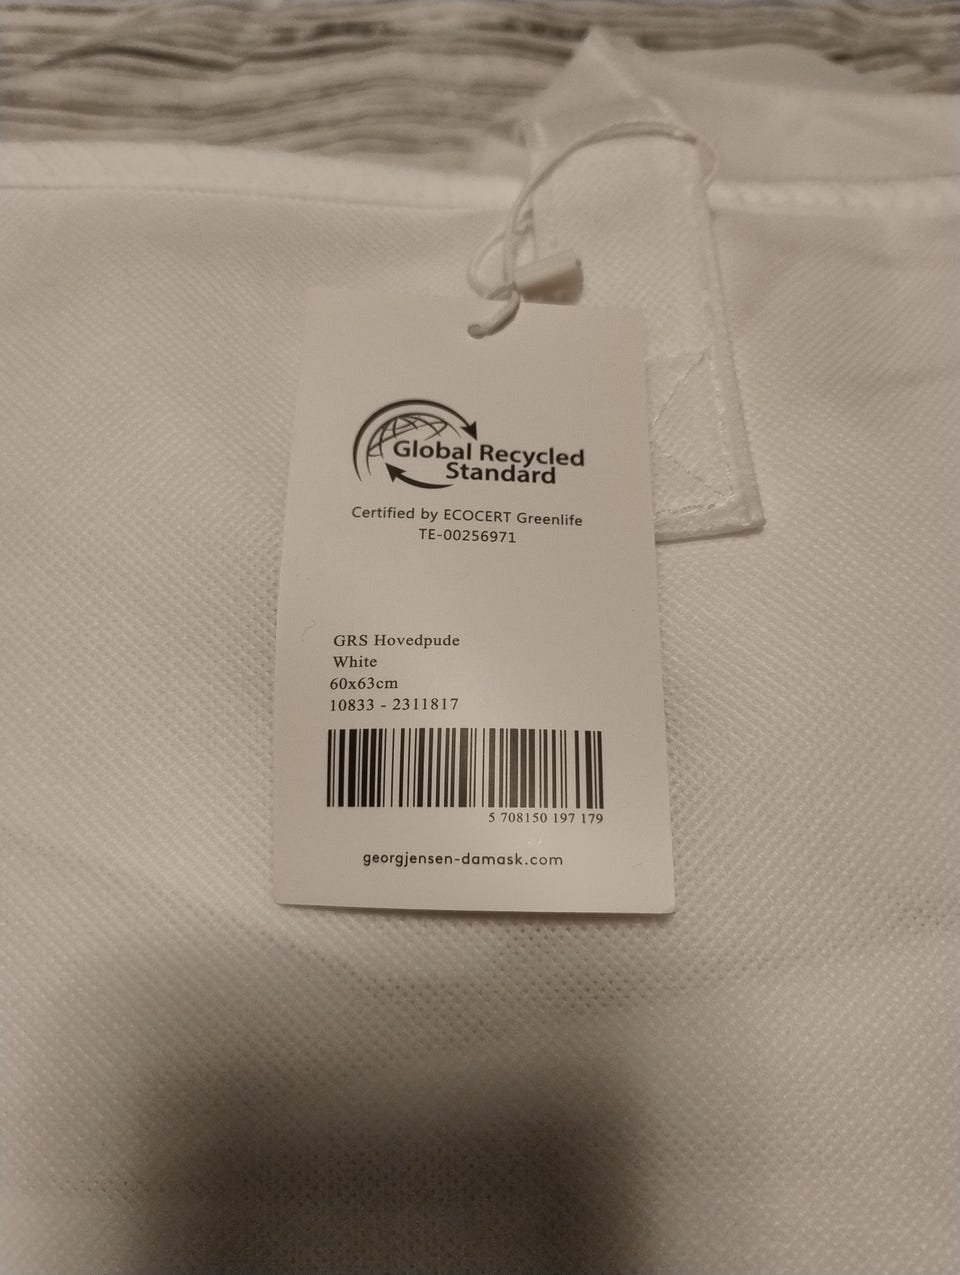 Global Recycled
Standard
Certified by ECOCERT Greenlife
TE-00256971
GRS Hovedpude
White
60x63cm
10833 - 2311817
5 708150 197 179
georgjensen-damask.com